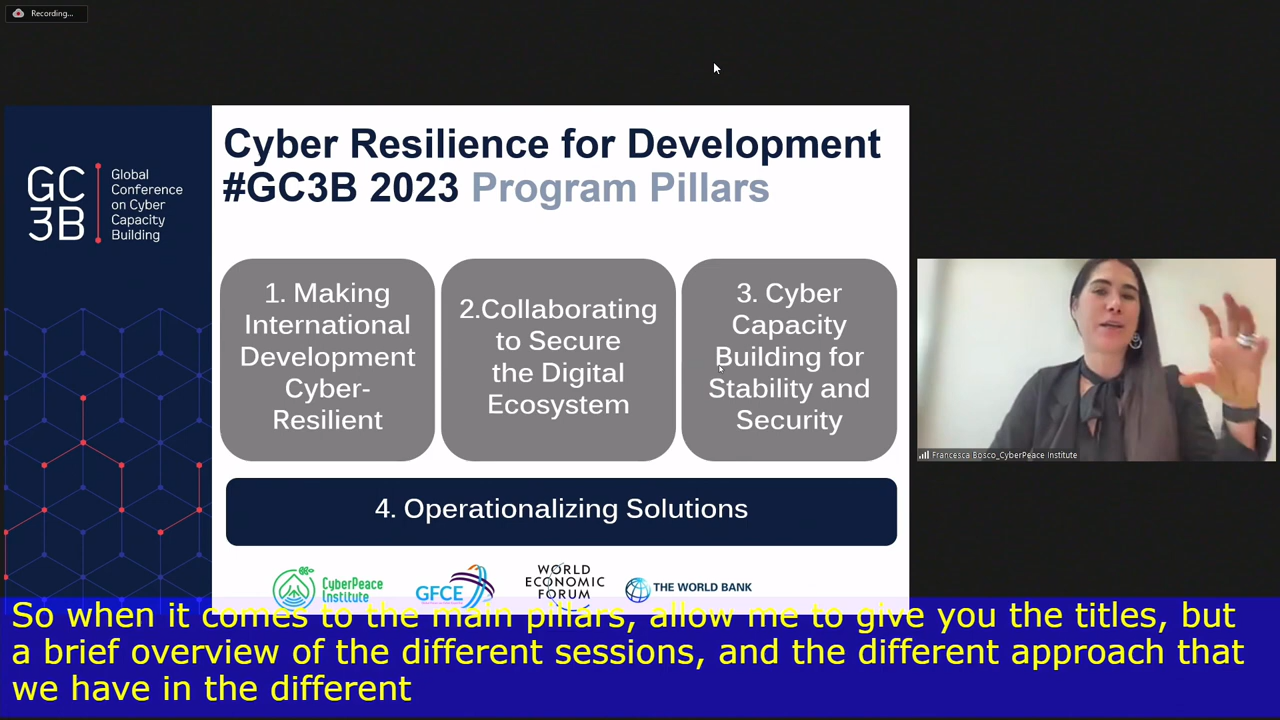 Recording...
Cyber Resilience for Development
#GC3B 2023 Program Pillars
GC
3B
Global
Conference
on Cyber
Capacity
Building
1. Making
International
Development
Cyber-
Resilient
2.Collaborating
to Secure
the Digital
Ecosystem
3. Cyber
Capacity
Building for
Stability and
Security
4. Operationalizing Solutions
CyberPeace
Institute
GFCE
WORLD
ECONOMIC
FORUM
THE WORLD BANK
Francesca Bosco_CyberPeace Institute
So when it comes to the main pillars, allow me to give you the titles, but
a brief overview of the different sessions, and the different approach that
we have in the different